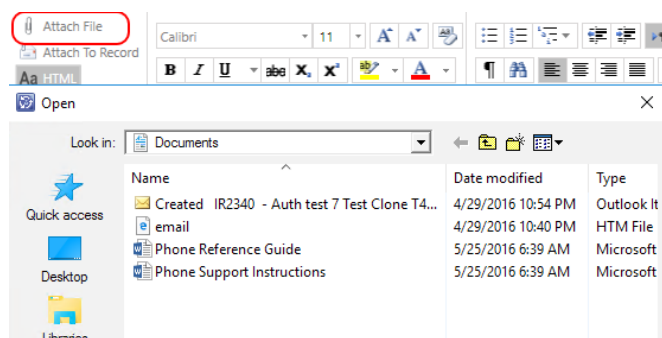 Attach File
Attach To Record
Aa HTML
Calibri 11 A A
B I U abc X, X² ab A ¶
Open
Look in: Documents
Name Date modified Type
Created IR2340 - Auth test 7 Test Clone T4... 4/29/2016 10:54 PM Outlook It
email 4/29/2016 10:40 PM HTM File
Phone Reference Guide 5/25/2016 6:39 AM Microsoft
Phone Support Instructions 5/25/2016 6:39 AM Microsoft
Quick access
Desktop
Libraries